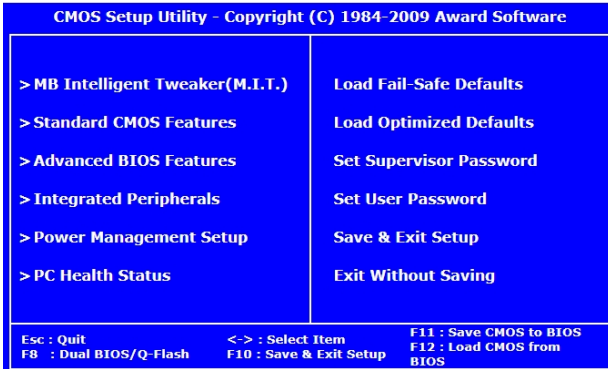 CMOS Setup Utility - Copyright (C) 1984-2009 Award Software
>MB Intelligent Tweaker(M.I.T.)
>Standard CMOS Features
>Advanced BIOS Features
>Integrated Peripherals
>Power Management Setup
>PC Health Status
Load Fail-Safe Defaults
Load Optimized Defaults
Set Supervisor Password
Set User Password
Save & Exit Setup
Exit Without Saving
Esc : Quit
F8 : Dual BIOS/Q-Flash
<-> : Select Item
F10 : Save & Exit Setup
F11 : Save CMOS to BIOS
F12 : Load CMOS from
BIOS